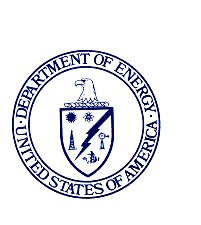 DEPARTMENT OF ENERGY
· UNITED STATES OF AMERICA ·